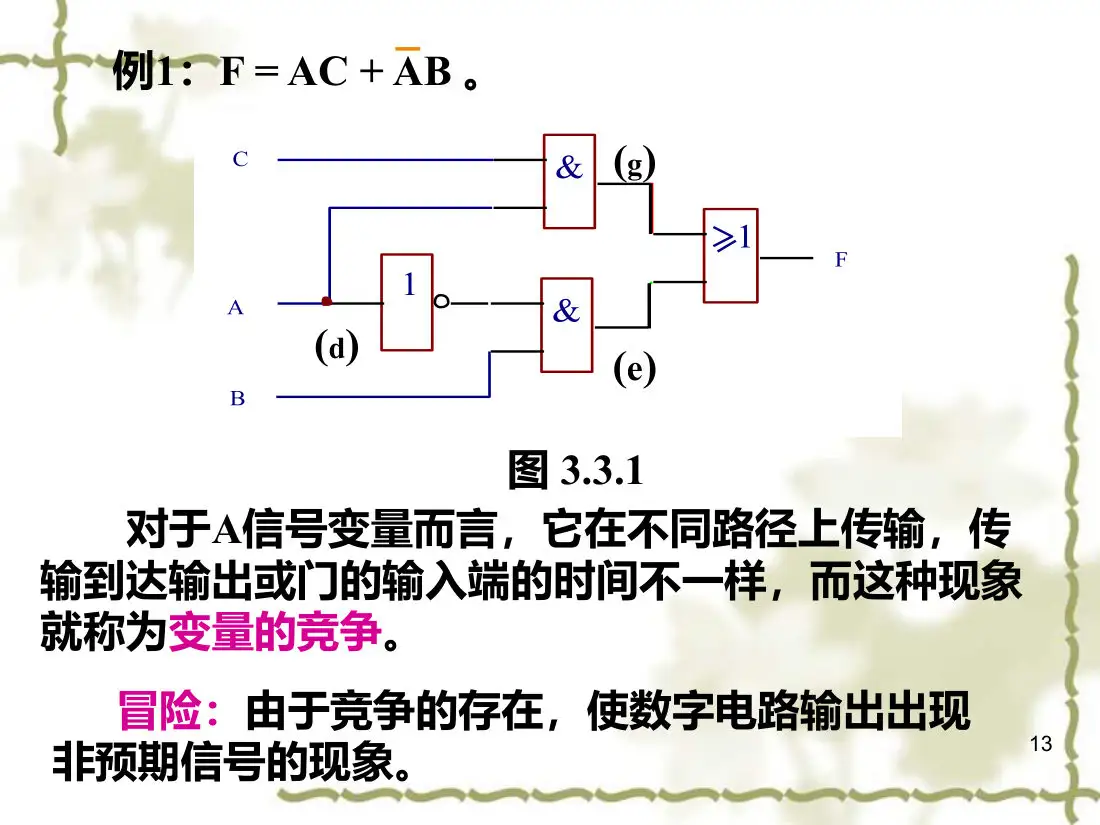 例1：F = AC + A̅B 。
C
&
(g)
≥1
F
A
1
&
(d)
(e)
B
图 3.3.1
对于A信号变量而言，它在不同路径上传输，传
输到达输出或门的输入端的时间不一样，而这种现象
就称为变量的竞争。
冒险：由于竞争的存在，使数字电路输出出现
非预期信号的现象。
13